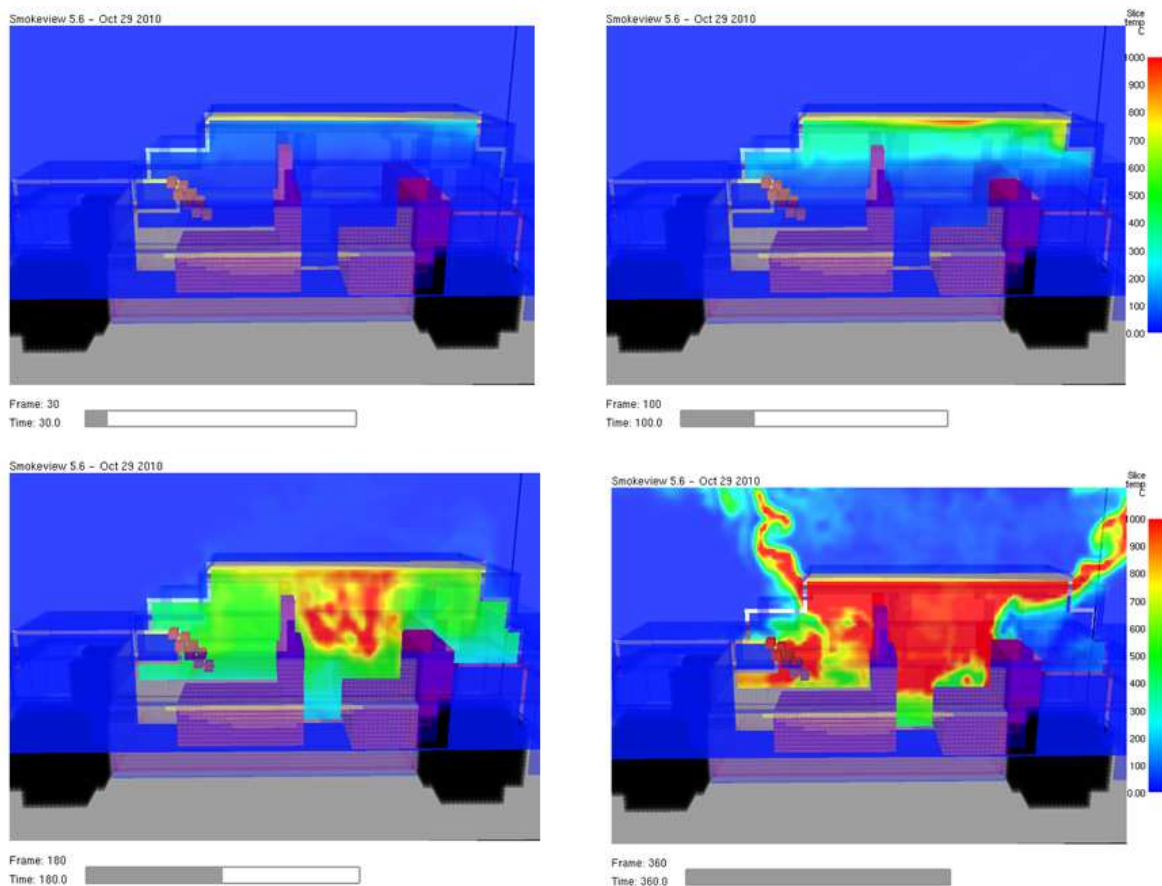 Smokeview 5.6 - Oct 29 2010
Frame: 30
Time: 30.0
Smokeview 5.6 - Oct 29 2010
Slice
temp
C
1000
900
800
700
600
500
400
300
200
100
0.00
Frame: 100
Time: 100.0
Smokeview 5.6 - Oct 29 2010
Frame: 180
Time: 180.0
Smokeview 5.6 - Oct 29 2010
Slice
temp
C
1000
900
800
700
600
500
400
300
200
100
0.00
Frame: 360
Time: 360.0